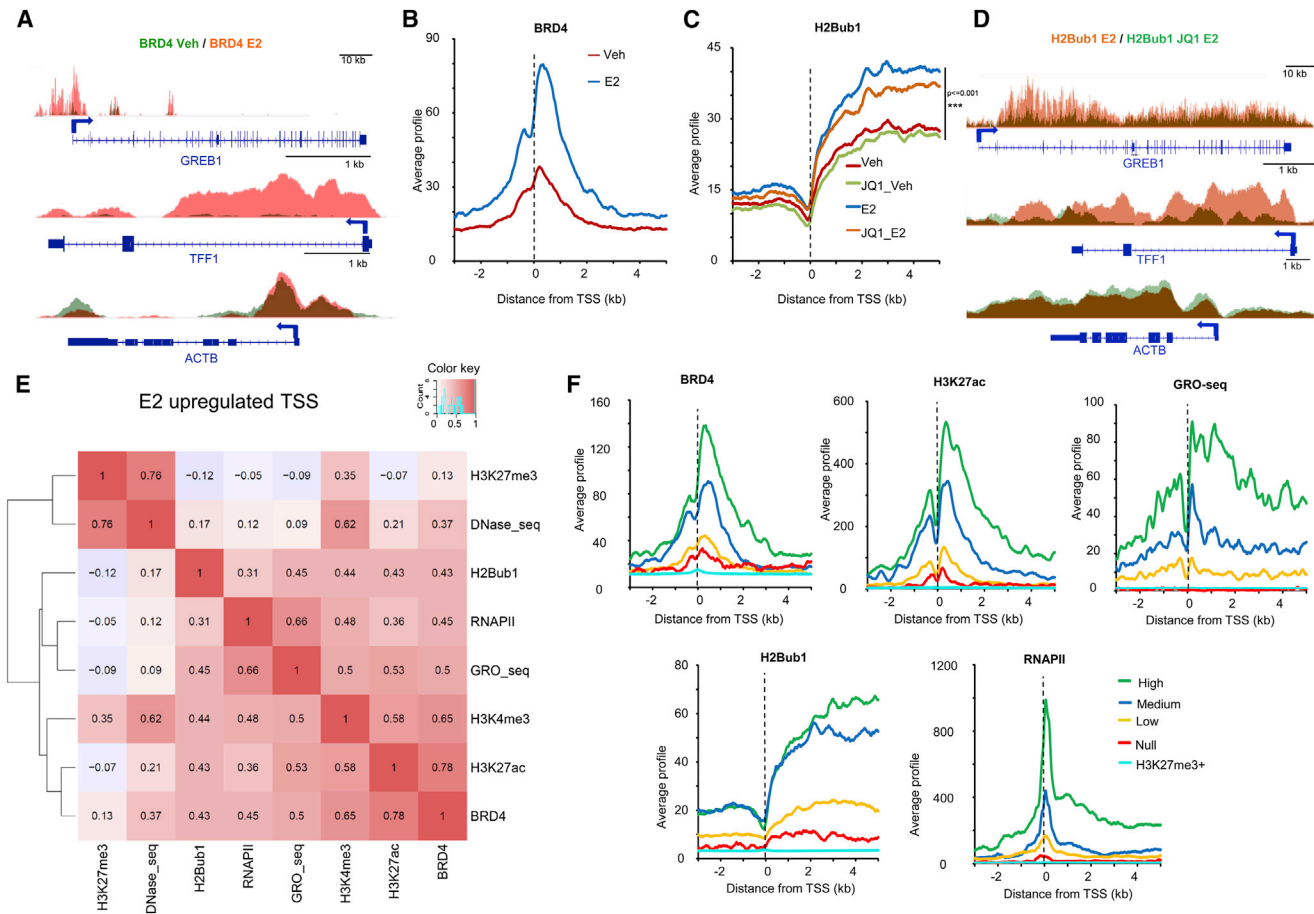 A
BRD4 Veh / BRD4 E2
10 kb
GREB1
1 kb
TFF1
1 kb
ACTB
B
BRD4
Average profile
90
60
30
0
Veh
E2
-2 0 2 4
Distance from TSS (kb)
C
H2Bub1
Average profile
45
36
27
18
9
0
p<=0.001
***
Veh
JQ1_Veh
E2
JQ1_E2
-2 0 2 4
Distance from TSS (kb)
D
H2Bub1 E2 / H2Bub1 JQ1 E2
10 kb
GREB1
1 kb
TFF1
1 kb
ACTB
E
E2 upregulated TSS
Color key
Count
0 4 8
0 0.5 1
1 0.76 −0.12 −0.05 −0.09 0.35 −0.07 0.13 H3K27me3
0.76 1 0.17 0.12 0.09 0.62 0.21 0.37 DNase_seq
−0.12 0.17 1 0.31 0.45 0.44 0.43 0.43 H2Bub1
−0.05 0.12 0.31 1 0.66 0.48 0.36 0.45 RNAPII
−0.09 0.09 0.45 0.66 1 0.5 0.53 0.5 GRO_seq
0.35 0.62 0.44 0.48 0.5 1 0.58 0.65 H3K4me3
−0.07 0.21 0.43 0.36 0.53 0.58 1 0.78 H3K27ac
0.13 0.37 0.43 0.45 0.5 0.65 0.78 1 BRD4
H3K27me3 DNase_seq H2Bub1 RNAPII GRO_seq H3K4me3 H3K27ac BRD4
F
BRD4
Average profile
160
120
80
40
0
-2 0 2 4
Distance from TSS (kb)
H3K27ac
Average profile
600
400
200
0
-2 0 2 4
Distance from TSS (kb)
GRO-seq
Average profile
100
80
60
40
20
0
-2 0 2 4
Distance from TSS (kb)
H2Bub1
Average profile
80
60
40
20
0
-2 0 2 4
Distance from TSS (kb)
RNAPII
Average profile
1200
800
400
0
-2 0 2 4
Distance from TSS (kb)
High
Medium
Low
Null
H3K27me3+